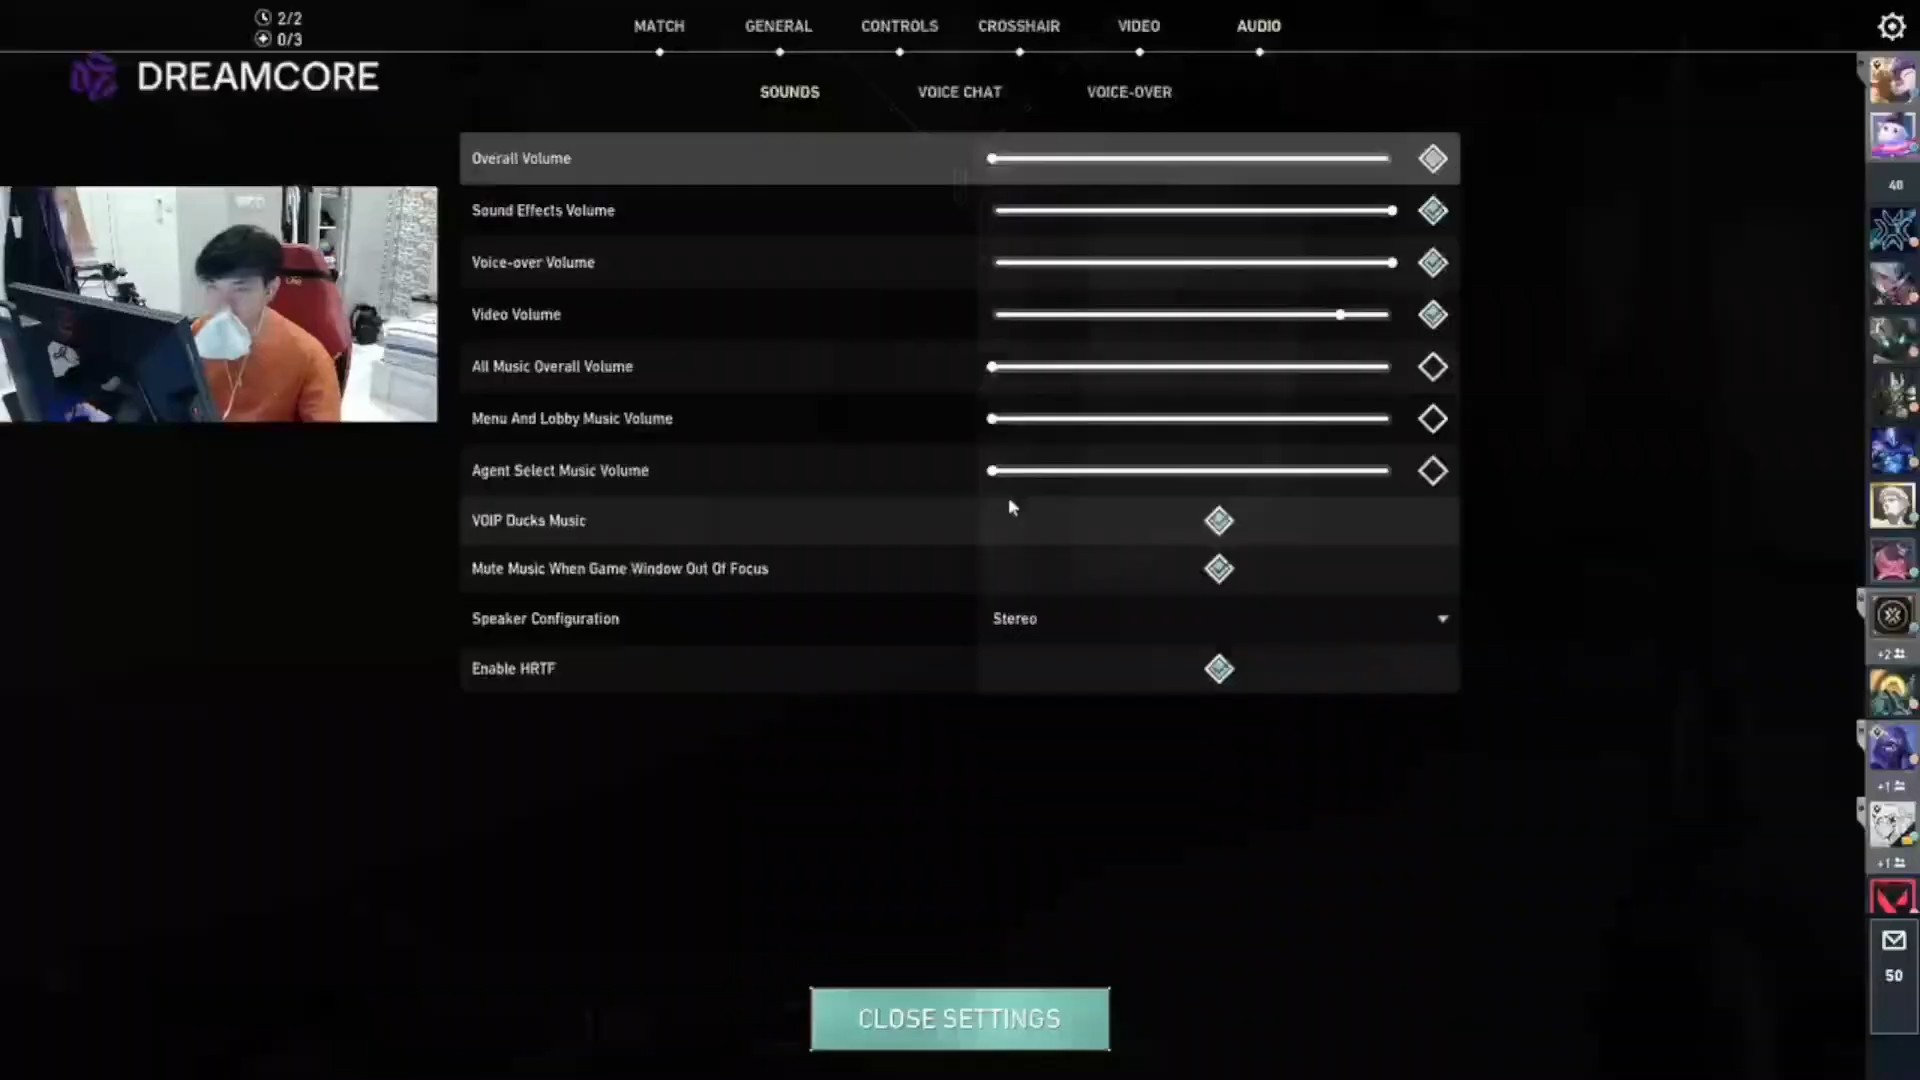 2/2
0/3
MATCH GENERAL CONTROLS CROSSHAIR VIDEO AUDIO
DREAMCORE
SOUNDS VOICE CHAT VOICE-OVER
Overall Volume
Sound Effects Volume
Voice-over Volume
Video Volume
All Music Overall Volume
Menu And Lobby Music Volume
Agent Select Music Volume
VOIP Ducks Music
Mute Music When Game Window Out Of Focus
Speaker Configuration Stereo
Enable HRTF
CLOSE SETTINGS
40
+2
+1
+1
50